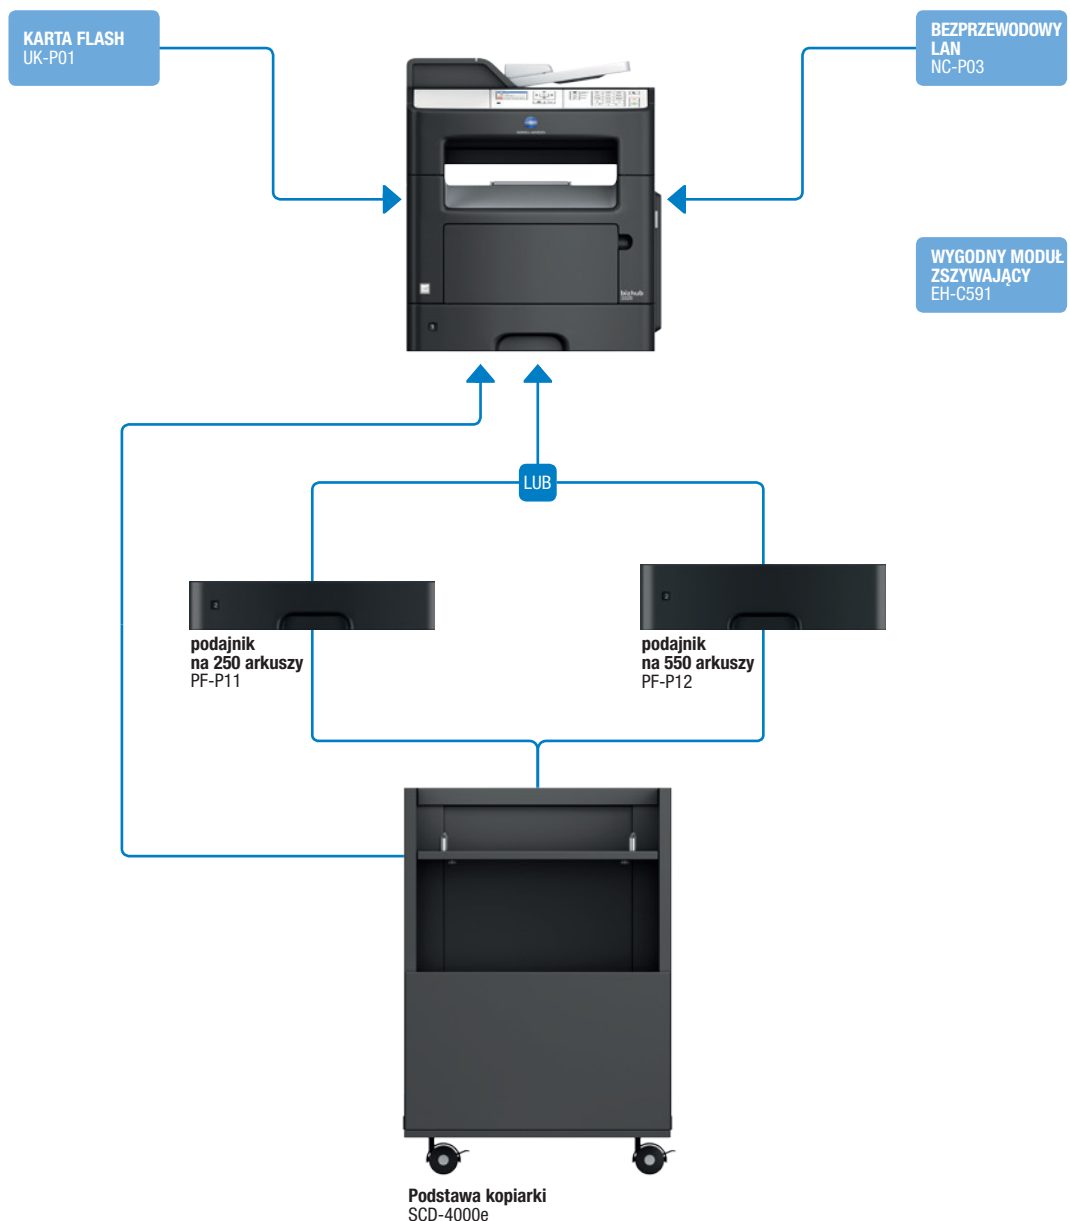 KARTA FLASH
UK-P01
BEZPRZEWODOWY
LAN
NC-P03
bizhub
WYGODNY MODUŁ
ZSZYWAJĄCY
EH-C591
LUB
podajnik
na 250 arkuszy
PF-P11
podajnik
na 550 arkuszy
PF-P12
Podstawa kopiarki
SCD-4000e